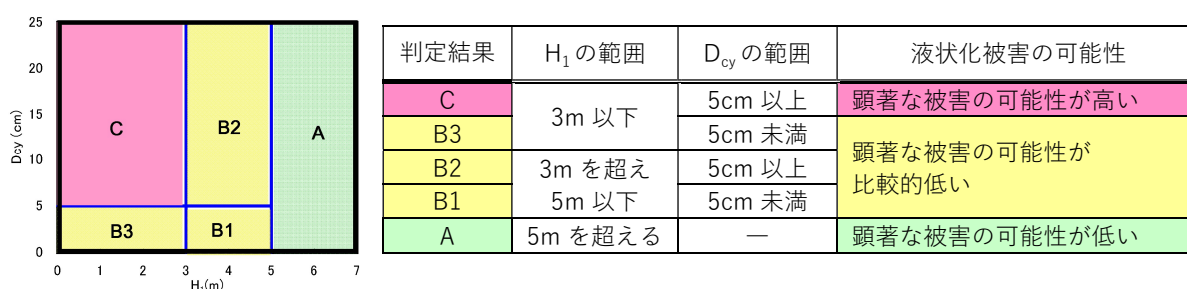 25
20
15
10
5
0
Dcy (cm)
C
B2
A
B3
B1
0 1 2 3 4 5 6 7
H₁(m)
判定結果 H₁の範囲 D_cyの範囲 液状化被害の可能性
C 3m 以下 5cm 以上 顕著な被害の可能性が高い
B3 5cm 未満 顕著な被害の可能性が
比較的低い
B2 3m を超え 5cm 以上
B1 5m 以下 5cm 未満
A 5m を超える ― 顕著な被害の可能性が低い